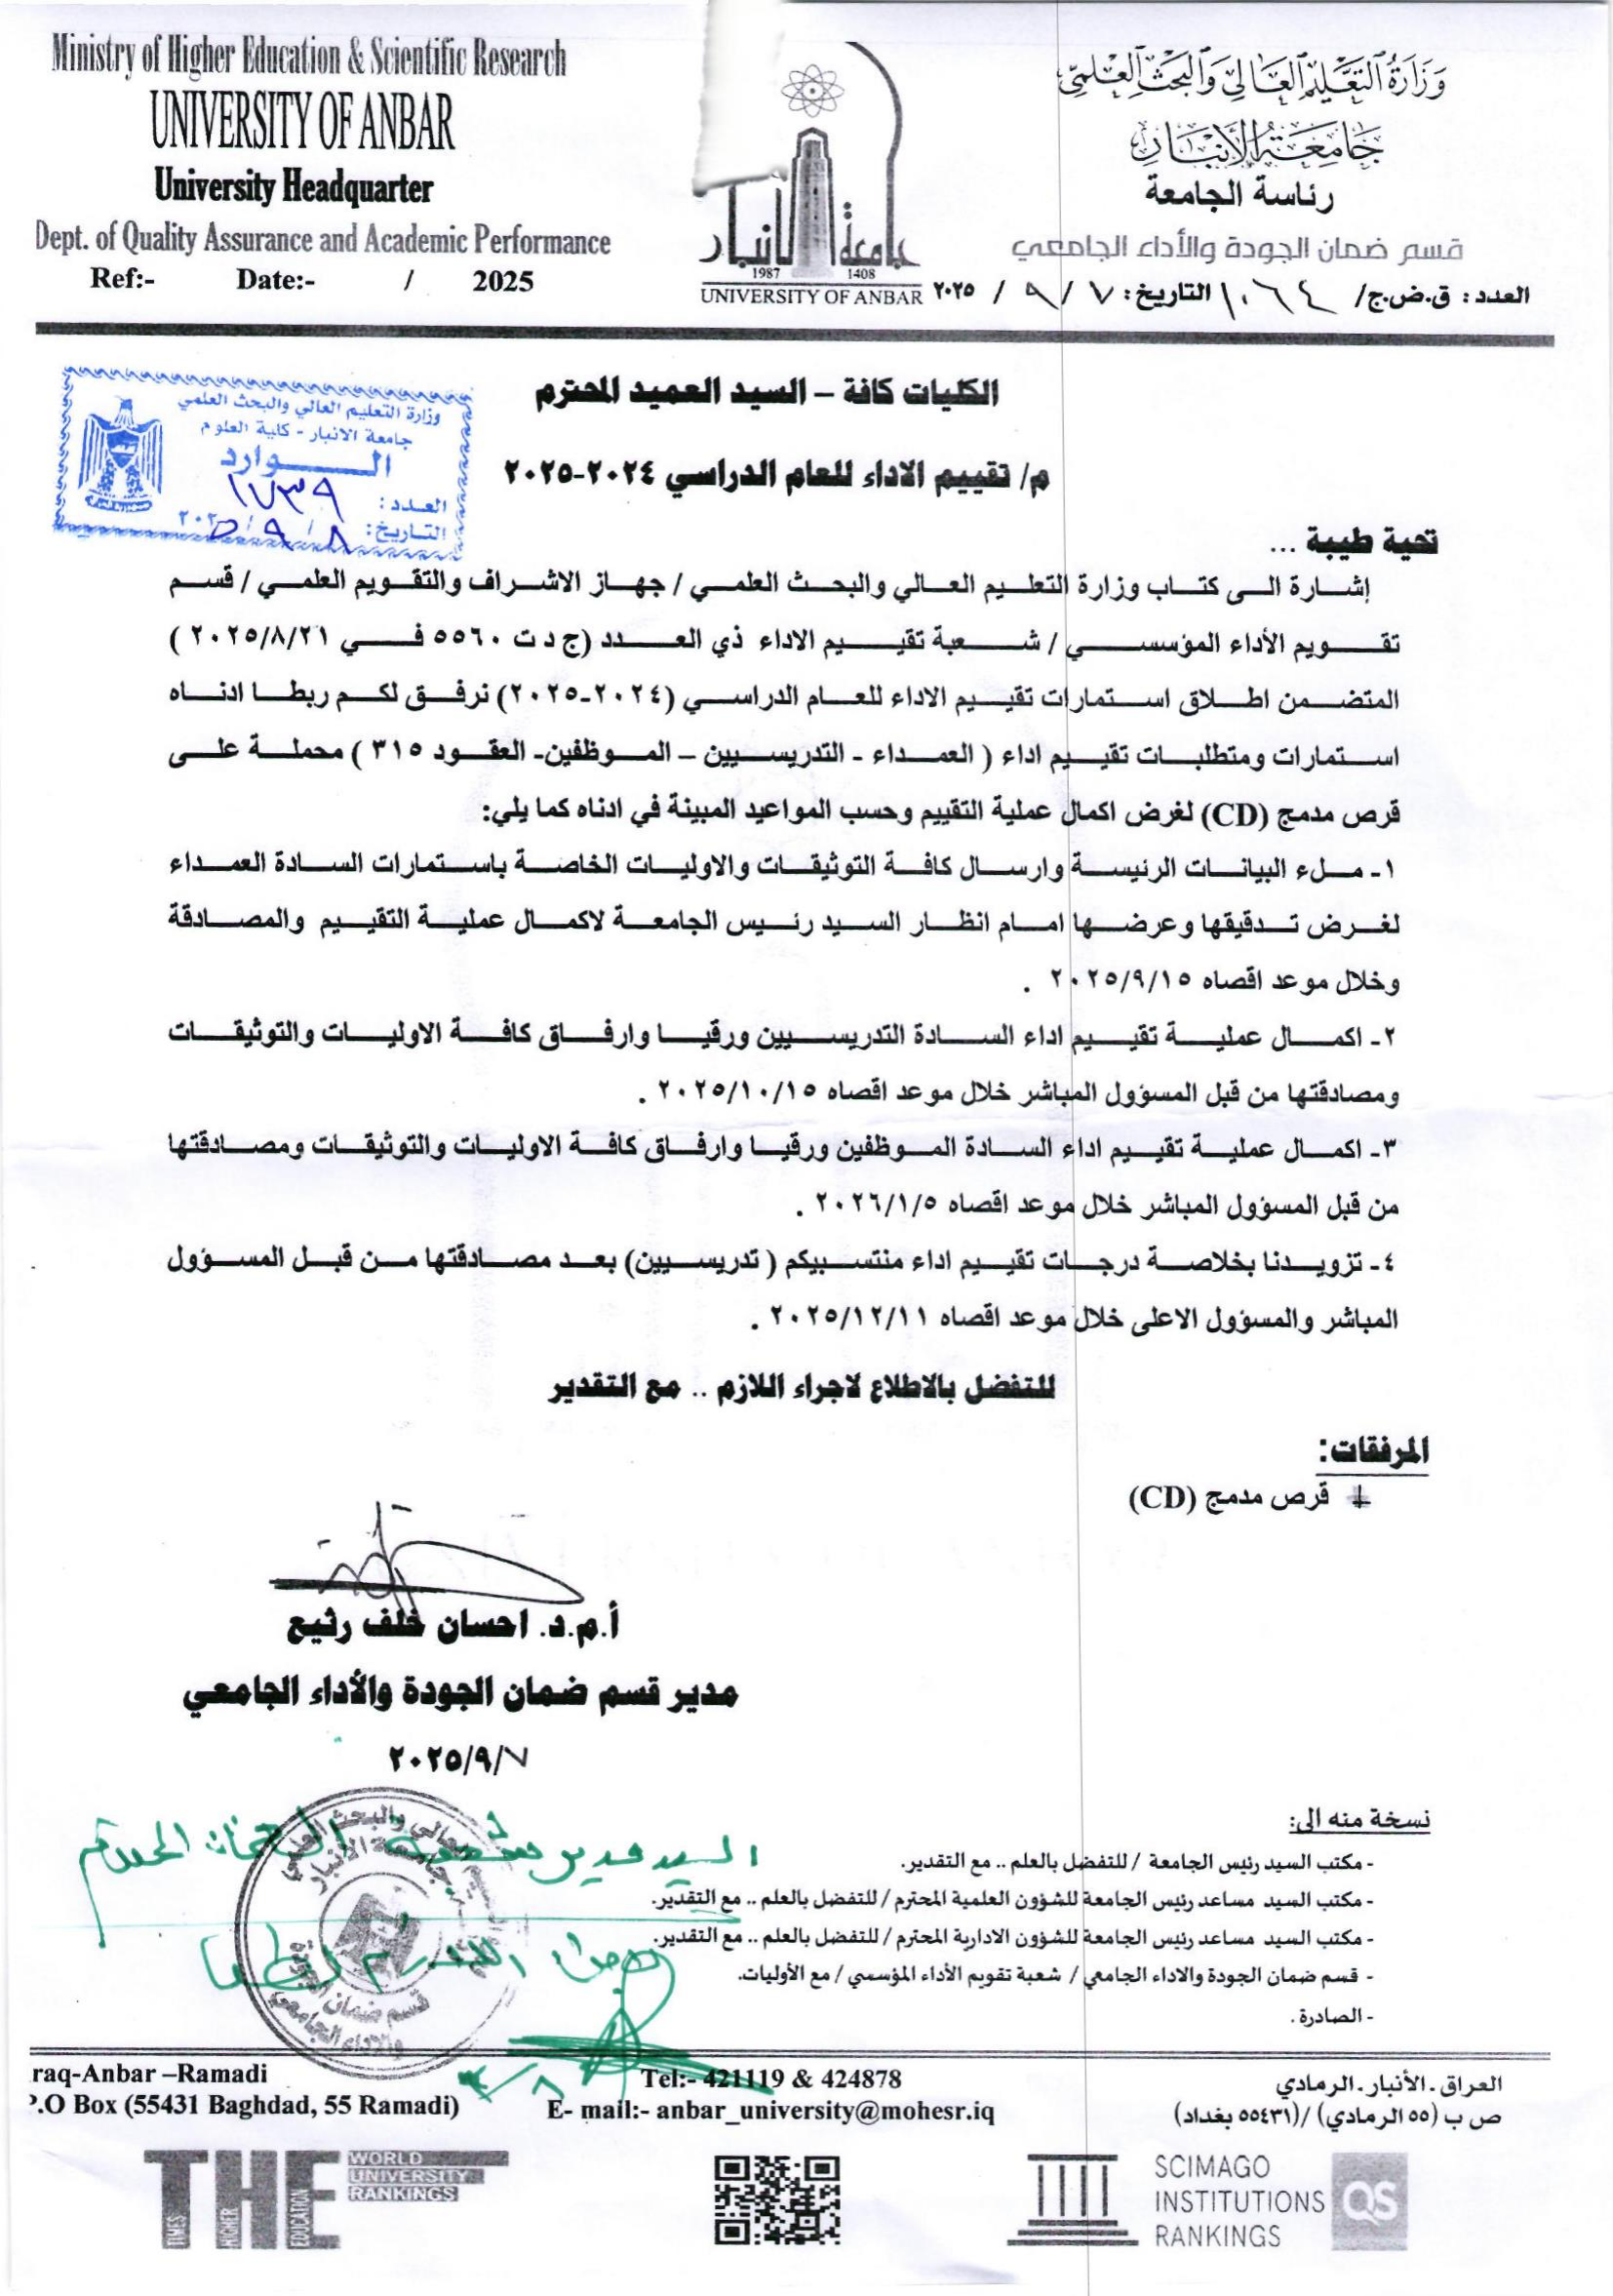 Ministry of Higher Education & Scientific Research
UNIVERSITY OF ANBAR
University Headquarter
Dept. of Quality Assurance and Academic Performance
Ref:- Date:- / 2025
جامعة الأنبار
1987 1408
UNIVERSITY OF ANBAR
وزارة التعليم العالي والبحث العلمي
جامعة الأنبار
رئاسة الجامعة
قسم ضمان الجودة والأداء الجامعي
العدد: ق.ض.ج/ ١٠٦٤ التاريخ: ٧ / ٩ / ٢٠٢٥
وزارة التعليم العالي والبحث العلمي
جامعة الانبار - كلية العلوم
الـــوارد
العدد: ١٧٣٩
التاريخ: ٨ / ٩ / ٢٠٢٥
الكليات كافة – السيد العميد المحترم
م/ تقييم الاداء للعام الدراسي ٢٠٢٤-٢٠٢٥
تحية طيبة ...
إشارة الى كتاب وزارة التعليم العالي والبحث العلمي / جهاز الاشراف والتقويم العلمي / قسم
تقويم الأداء المؤسسي / شعبة تقييم الاداء ذي العدد (ج د ت ٥٥٦٠ في ٢٠٢٥/٨/٢١ )
المتضمن اطلاق استمارات تقييم الاداء للعام الدراسي (٢٠٢٤-٢٠٢٥) نرفق لكم ربطا ادناه
استمارات ومتطلبات تقييم اداء ( العمداء - التدريسيين – الموظفين- العقود ٣١٥ ) محملة على
قرص مدمج (CD) لغرض اكمال عملية التقييم وحسب المواعيد المبينة في ادناه كما يلي:
١- ملء البيانات الرئيسة وارسال كافة التوثيقات والاوليات الخاصة باستمارات السادة العمداء
لغرض تدقيقها وعرضها امام انظار السيد رئيس الجامعة لاكمال عملية التقييم والمصادقة
وخلال موعد اقصاه ٢٠٢٥/٩/١٥ .
٢- اكمال عملية تقييم اداء السادة التدريسيين ورقيا وارفاق كافة الاوليات والتوثيقات
ومصادقتها من قبل المسؤول المباشر خلال موعد اقصاه ٢٠٢٥/١٠/١٥ .
٣- اكمال عملية تقييم اداء السادة الموظفين ورقيا وارفاق كافة الاوليات والتوثيقات ومصادقتها
من قبل المسؤول المباشر خلال موعد اقصاه ٢٠٢٦/١/٥ .
٤- تزويدنا بخلاصة درجات تقييم اداء منتسبيكم ( تدريسيين) بعد مصادقتها من قبل المسؤول
المباشر والمسؤول الاعلى خلال موعد اقصاه ٢٠٢٥/١٢/١١ .
للتفضل بالاطلاع لاجراء اللازم .. مع التقدير
المرفقات:
قرص مدمج (CD)
أ.م.د. احسان خلف رثيع
مدير قسم ضمان الجودة والأداء الجامعي
٢٠٢٥/٩/٧
السيد مدير المحترم
اللازم
٨/
قسم ضمان الجودة
والاداء الجامعي
نسخة منه الى:
- مكتب السيد رئيس الجامعة / للتفضل بالعلم .. مع التقدير.
- مكتب السيد مساعد رئيس الجامعة للشؤون العلمية المحترم / للتفضل بالعلم .. مع التقدير.
- مكتب السيد مساعد رئيس الجامعة للشؤون الادارية المحترم / للتفضل بالعلم .. مع التقدير.
- قسم ضمان الجودة والاداء الجامعي / شعبة تقويم الأداء المؤسسي / مع الأوليات.
- الصادرة .
raq-Anbar –Ramadi
P.O Box (55431 Baghdad, 55 Ramadi)
Tel:- 421119 & 424878
E- mail:- anbar_university@mohesr.iq
العراق.الأنبار.الرمادي
ص ب (٥٥ الرمادي) /(٥٥٤٣١ بغداد)
THE
TIMES HIGHER EDUCATION
WORLD
UNIVERSITY
RANKINGS
SCIMAGO
INSTITUTIONS
RANKINGS
QS